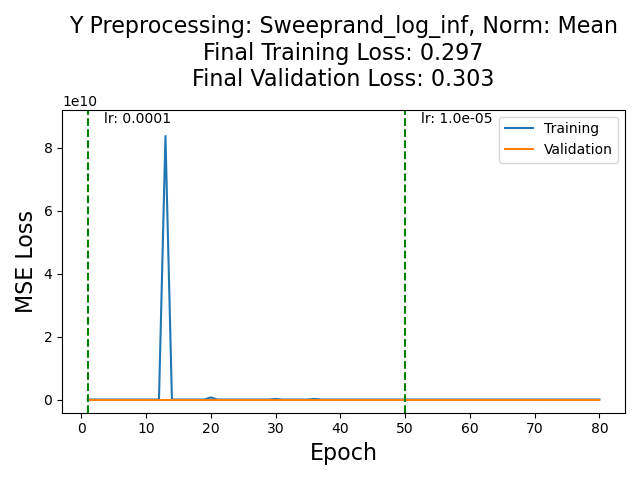 Y Preprocessing: Sweeprand_log_inf, Norm: Mean
Final Training Loss: 0.297
Final Validation Loss: 0.303
1e10
lr: 0.0001
lr: 1.0e-05
Training
Validation
8
6
4
2
0
MSE Loss
0 10 20 30 40 50 60 70 80
Epoch